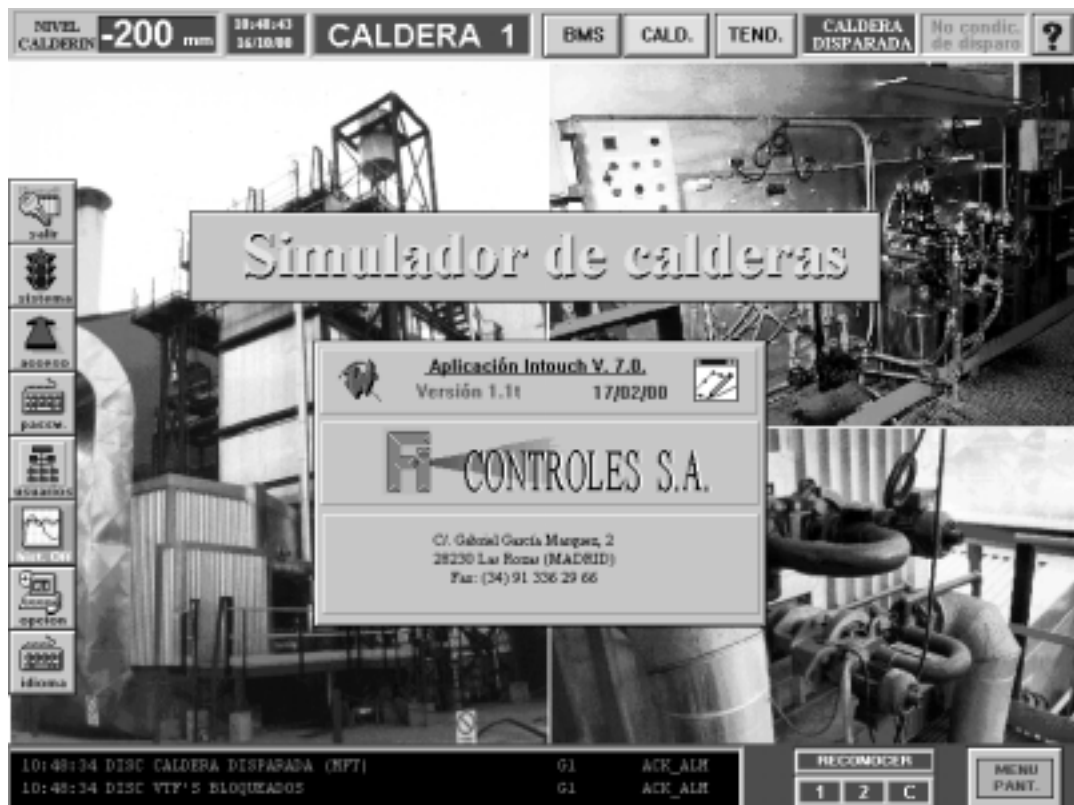 NIVEL
CALDERIN
-200 mm
10:48:43
16/10/00
CALDERA 1
BMS
CALD.
TEND.
CALDERA
DISPARADA
No condic.
de disparo
?
salir
sistema
acceso
passw.
usuarios
opcion
idioma
Simulador de calderas
Aplicación Intouch V. 7.0.
Versión 1.1t 17/02/00
CONTROLES S.A.
C/. Gabriel García Marquez, 2
28230 Las Rozas (MADRID)
Fax: (34) 91 336 29 66
10:48:34 DISC CALDERA DISPARADA (MFT) G1 ACK_ALM
10:48:34 DISC VTF'S BLOQUEADOS G1 ACK_ALM
RECONOCER
1 2 C
MENU
PANT.